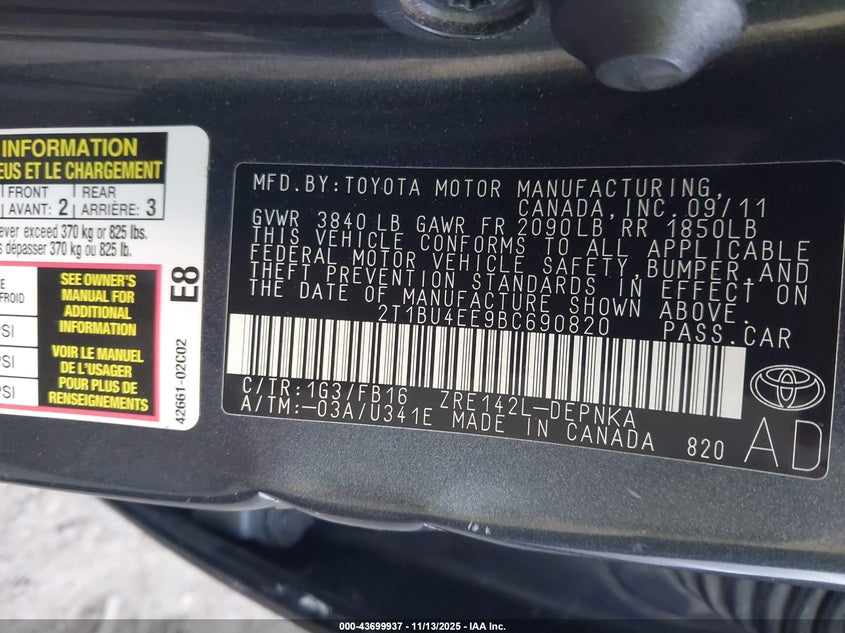 INFORMATION
EUS ET LE CHARGEMENT
FRONT 2 REAR 3
AVANT: ARRIÈRE:
ever exceed 370 kg or 825 lbs.
dépasser 370 kg ou 825 lb.
FROID
PSI
PSI
SEE OWNER'S
MANUAL FOR
ADDITIONAL
INFORMATION
VOIR LE MANUEL
DE L'USAGER
POUR PLUS DE
RENSEIGNEMENTS
E8
42661-02C02
MFD.BY:TOYOTA MOTOR MANUFACTURING,
CANADA,INC.09/11
GVWR 3840LB GAWR FR 2090LB RR 1850LB
THIS VEHICLE CONFORMS TO ALL APPLICABLE
FEDERAL MOTOR VEHICLE SAFETY,BUMPER,AND
THEFT PREVENTION STANDARDS IN EFFECT ON
THE DATE OF MANUFACTURE SHOWN ABOVE.
2T1BU4EE9BC690820 PASS.CAR
C/TR:1G3/FB16 ZRE142L-DEPNKA
A/TM:-03A/U341E MADE IN CANADA 820
AD
000-43699937 - 11/13/2025 - IAA Inc.